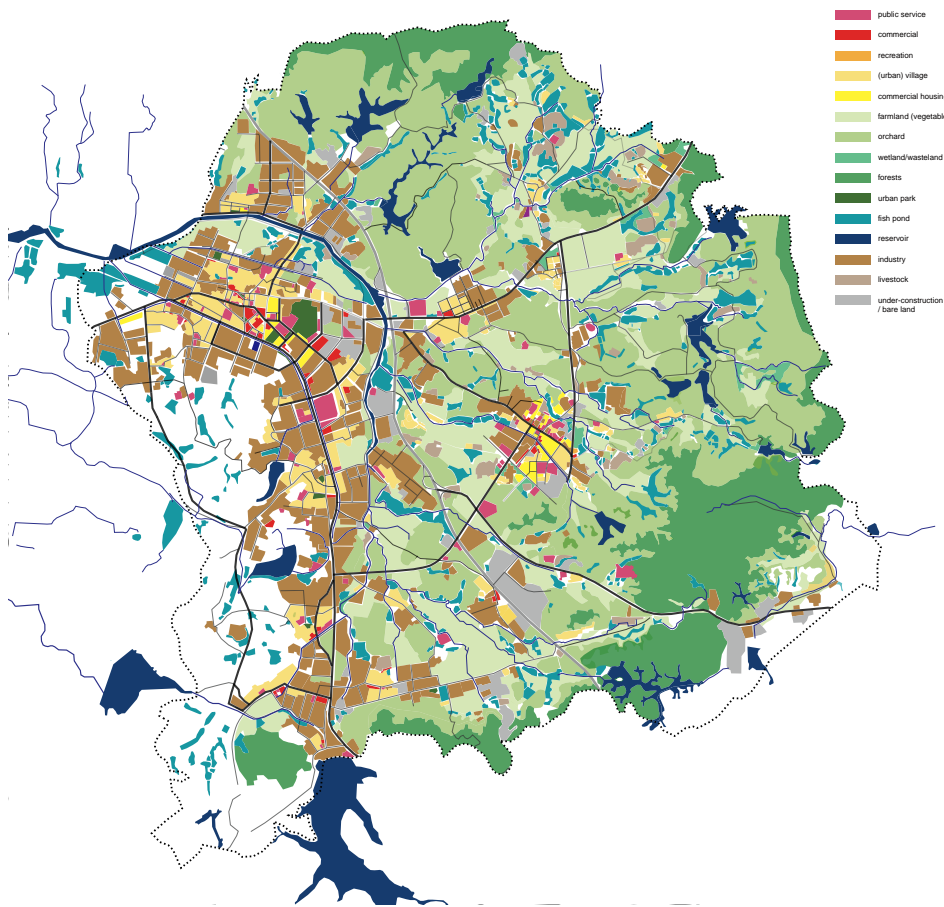 public service
commercial
recreation
(urban) village
commercial housin
farmland (vegetable
orchard
wetland/wasteland
forests
urban park
fish pond
reservoir
industry
livestock
under-construction
/ bare land